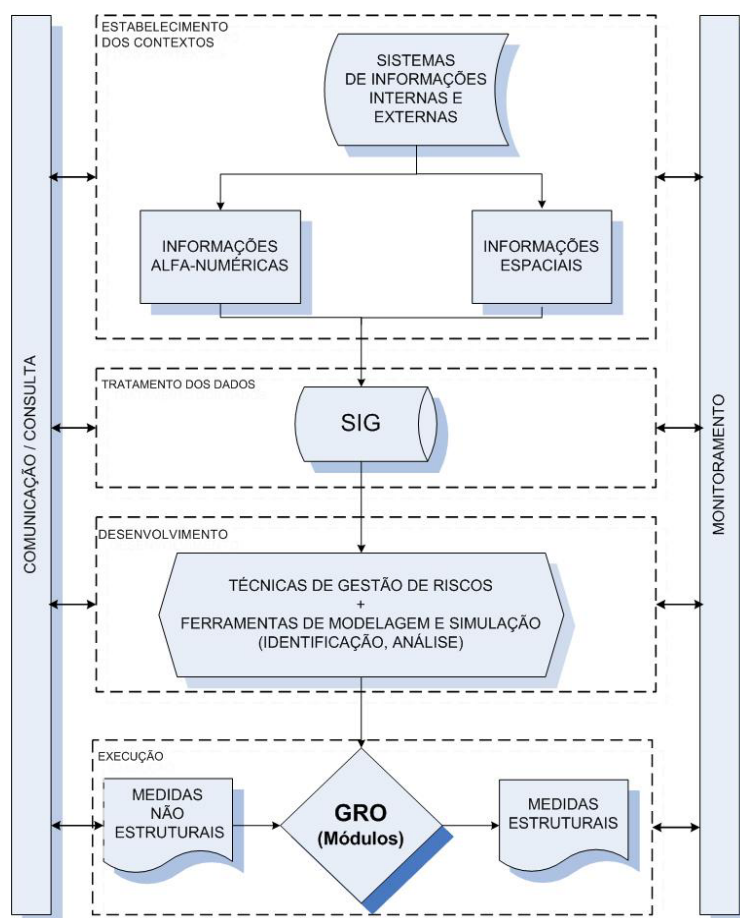 ESTABELECIMENTO
DOS CONTEXTOS
SISTEMAS
DE INFORMAÇÕES
INTERNAS E
EXTERNAS
INFORMAÇÕES
ALFA-NUMÉRICAS
INFORMAÇÕES
ESPACIAIS
TRATAMENTO DOS DADOS
SIG
COMUNICAÇÃO / CONSULTA
MONITORAMENTO
DESENVOLVIMENTO
TÉCNICAS DE GESTÃO DE RISCOS
+
FERRAMENTAS DE MODELAGEM E SIMULAÇÃO
(IDENTIFICAÇÃO, ANÁLISE)
EXECUÇÃO
MEDIDAS
NÃO
ESTRUTURAIS
GRO
(Módulos)
MEDIDAS
ESTRUTURAIS